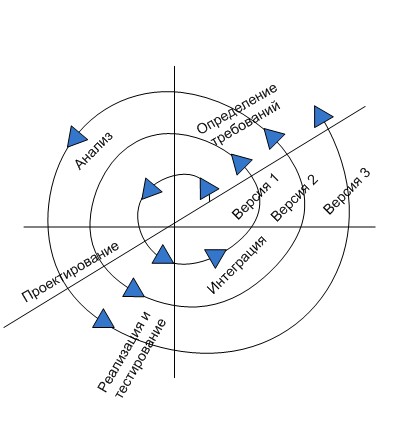 Определение
требований
Анализ
Версия 1
Версия 2
Версия 3
Интеграция
Проектирование
Реализация и
тестирование